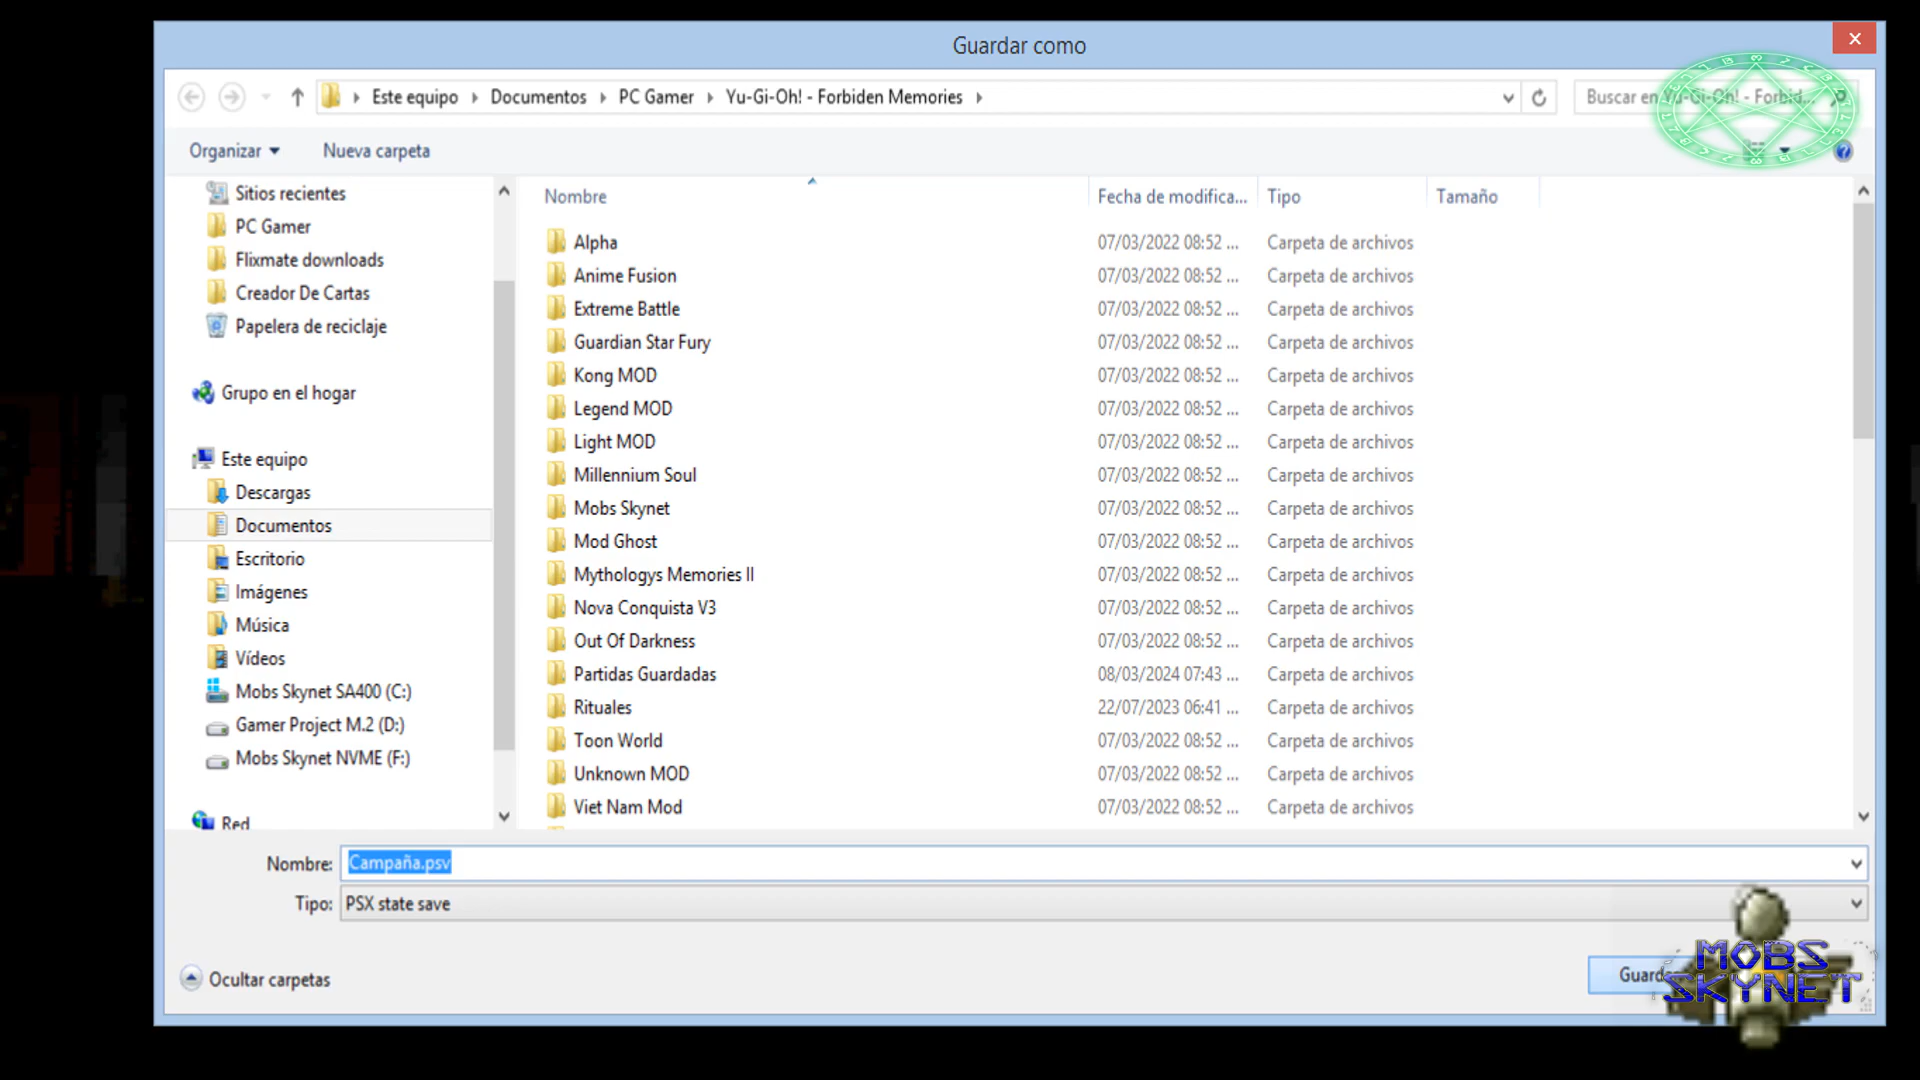 Guardar como
Este equipo Documentos PC Gamer Yu-Gi-Oh! - Forbiden Memories
Buscar en Yu-Gi-Oh! - Forbid...
Organizar Nueva carpeta
Nombre Fecha de modifica... Tipo Tamaño
Sitios recientes
PC Gamer
Flixmate downloads
Creador De Cartas
Papelera de reciclaje
Grupo en el hogar
Este equipo
Descargas
Documentos
Escritorio
Imágenes
Música
Vídeos
Mobs Skynet SA400 (C:)
Gamer Project M.2 (D:)
Mobs Skynet NVME (F:)
Red
Alpha 07/03/2022 08:52 ... Carpeta de archivos
Anime Fusion 07/03/2022 08:52 ... Carpeta de archivos
Extreme Battle 07/03/2022 08:52 ... Carpeta de archivos
Guardian Star Fury 07/03/2022 08:52 ... Carpeta de archivos
Kong MOD 07/03/2022 08:52 ... Carpeta de archivos
Legend MOD 07/03/2022 08:52 ... Carpeta de archivos
Light MOD 07/03/2022 08:52 ... Carpeta de archivos
Millennium Soul 07/03/2022 08:52 ... Carpeta de archivos
Mobs Skynet 07/03/2022 08:52 ... Carpeta de archivos
Mod Ghost 07/03/2022 08:52 ... Carpeta de archivos
Mythologys Memories II 07/03/2022 08:52 ... Carpeta de archivos
Nova Conquista V3 07/03/2022 08:52 ... Carpeta de archivos
Out Of Darkness 07/03/2022 08:52 ... Carpeta de archivos
Partidas Guardadas 08/03/2024 07:43 ... Carpeta de archivos
Rituales 22/07/2023 06:41 ... Carpeta de archivos
Toon World 07/03/2022 08:52 ... Carpeta de archivos
Unknown MOD 07/03/2022 08:52 ... Carpeta de archivos
Viet Nam Mod 07/03/2022 08:52 ... Carpeta de archivos
Nombre: Campaña.psv
Tipo: PSX state save
Ocultar carpetas
MOBS
SKYNET